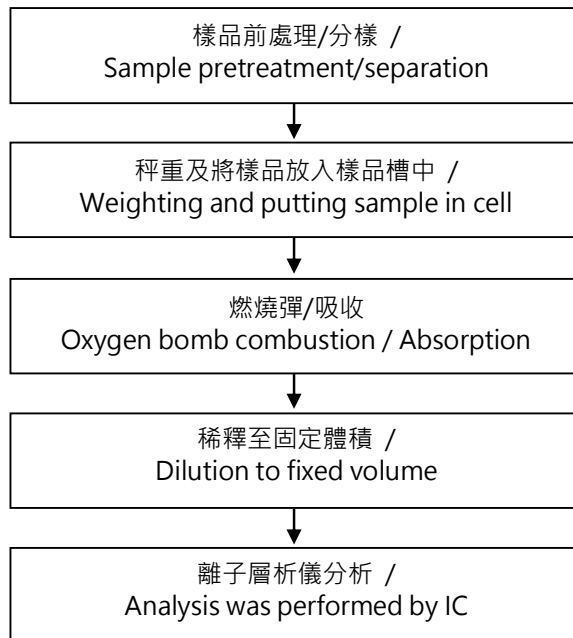 樣品前處理/分樣 /
Sample pretreatment/separation
秤重及將樣品放入樣品槽中 /
Weighting and putting sample in cell
燃燒彈/吸收
Oxygen bomb combustion / Absorption
稀釋至固定體積 /
Dilution to fixed volume
離子層析儀分析 /
Analysis was performed by IC